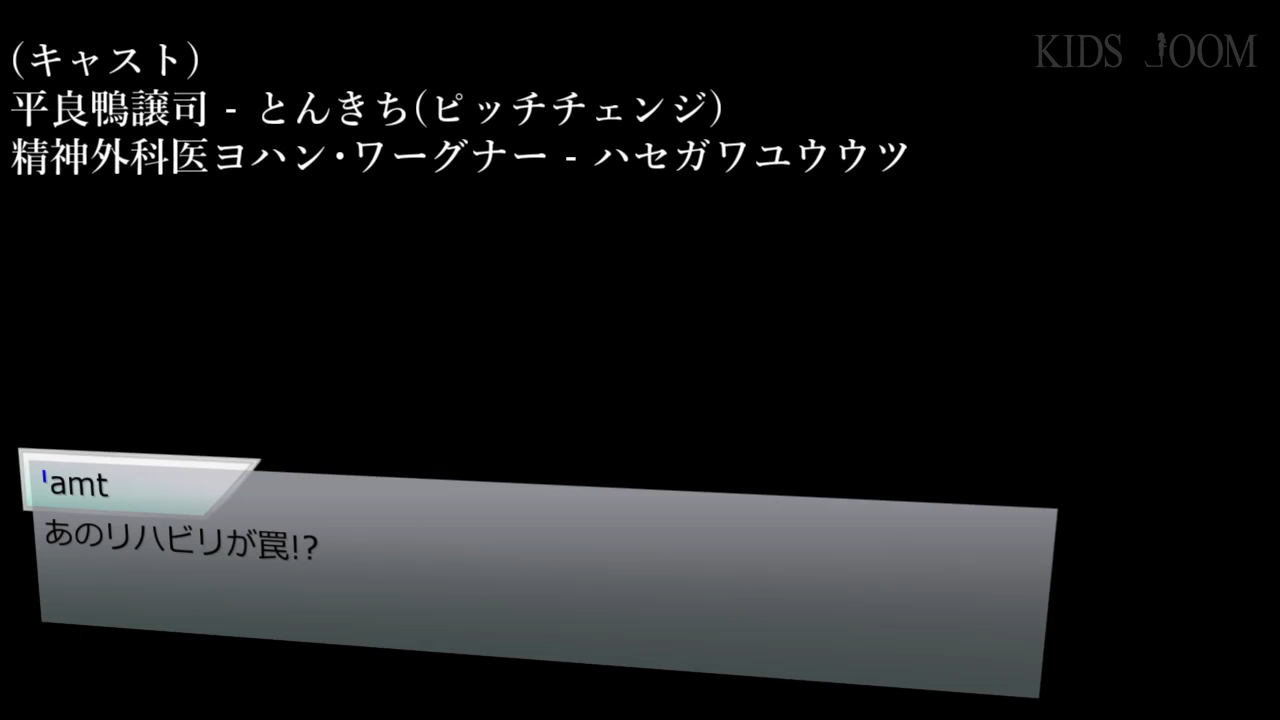 (キャスト)
KIDS JOOM
平良鴨譲司 - とんきち(ピッチチェンジ)
精神外科医ヨハン・ワーグナー - ハセガワユウウツ
'amt
あのリハビリが罠!?